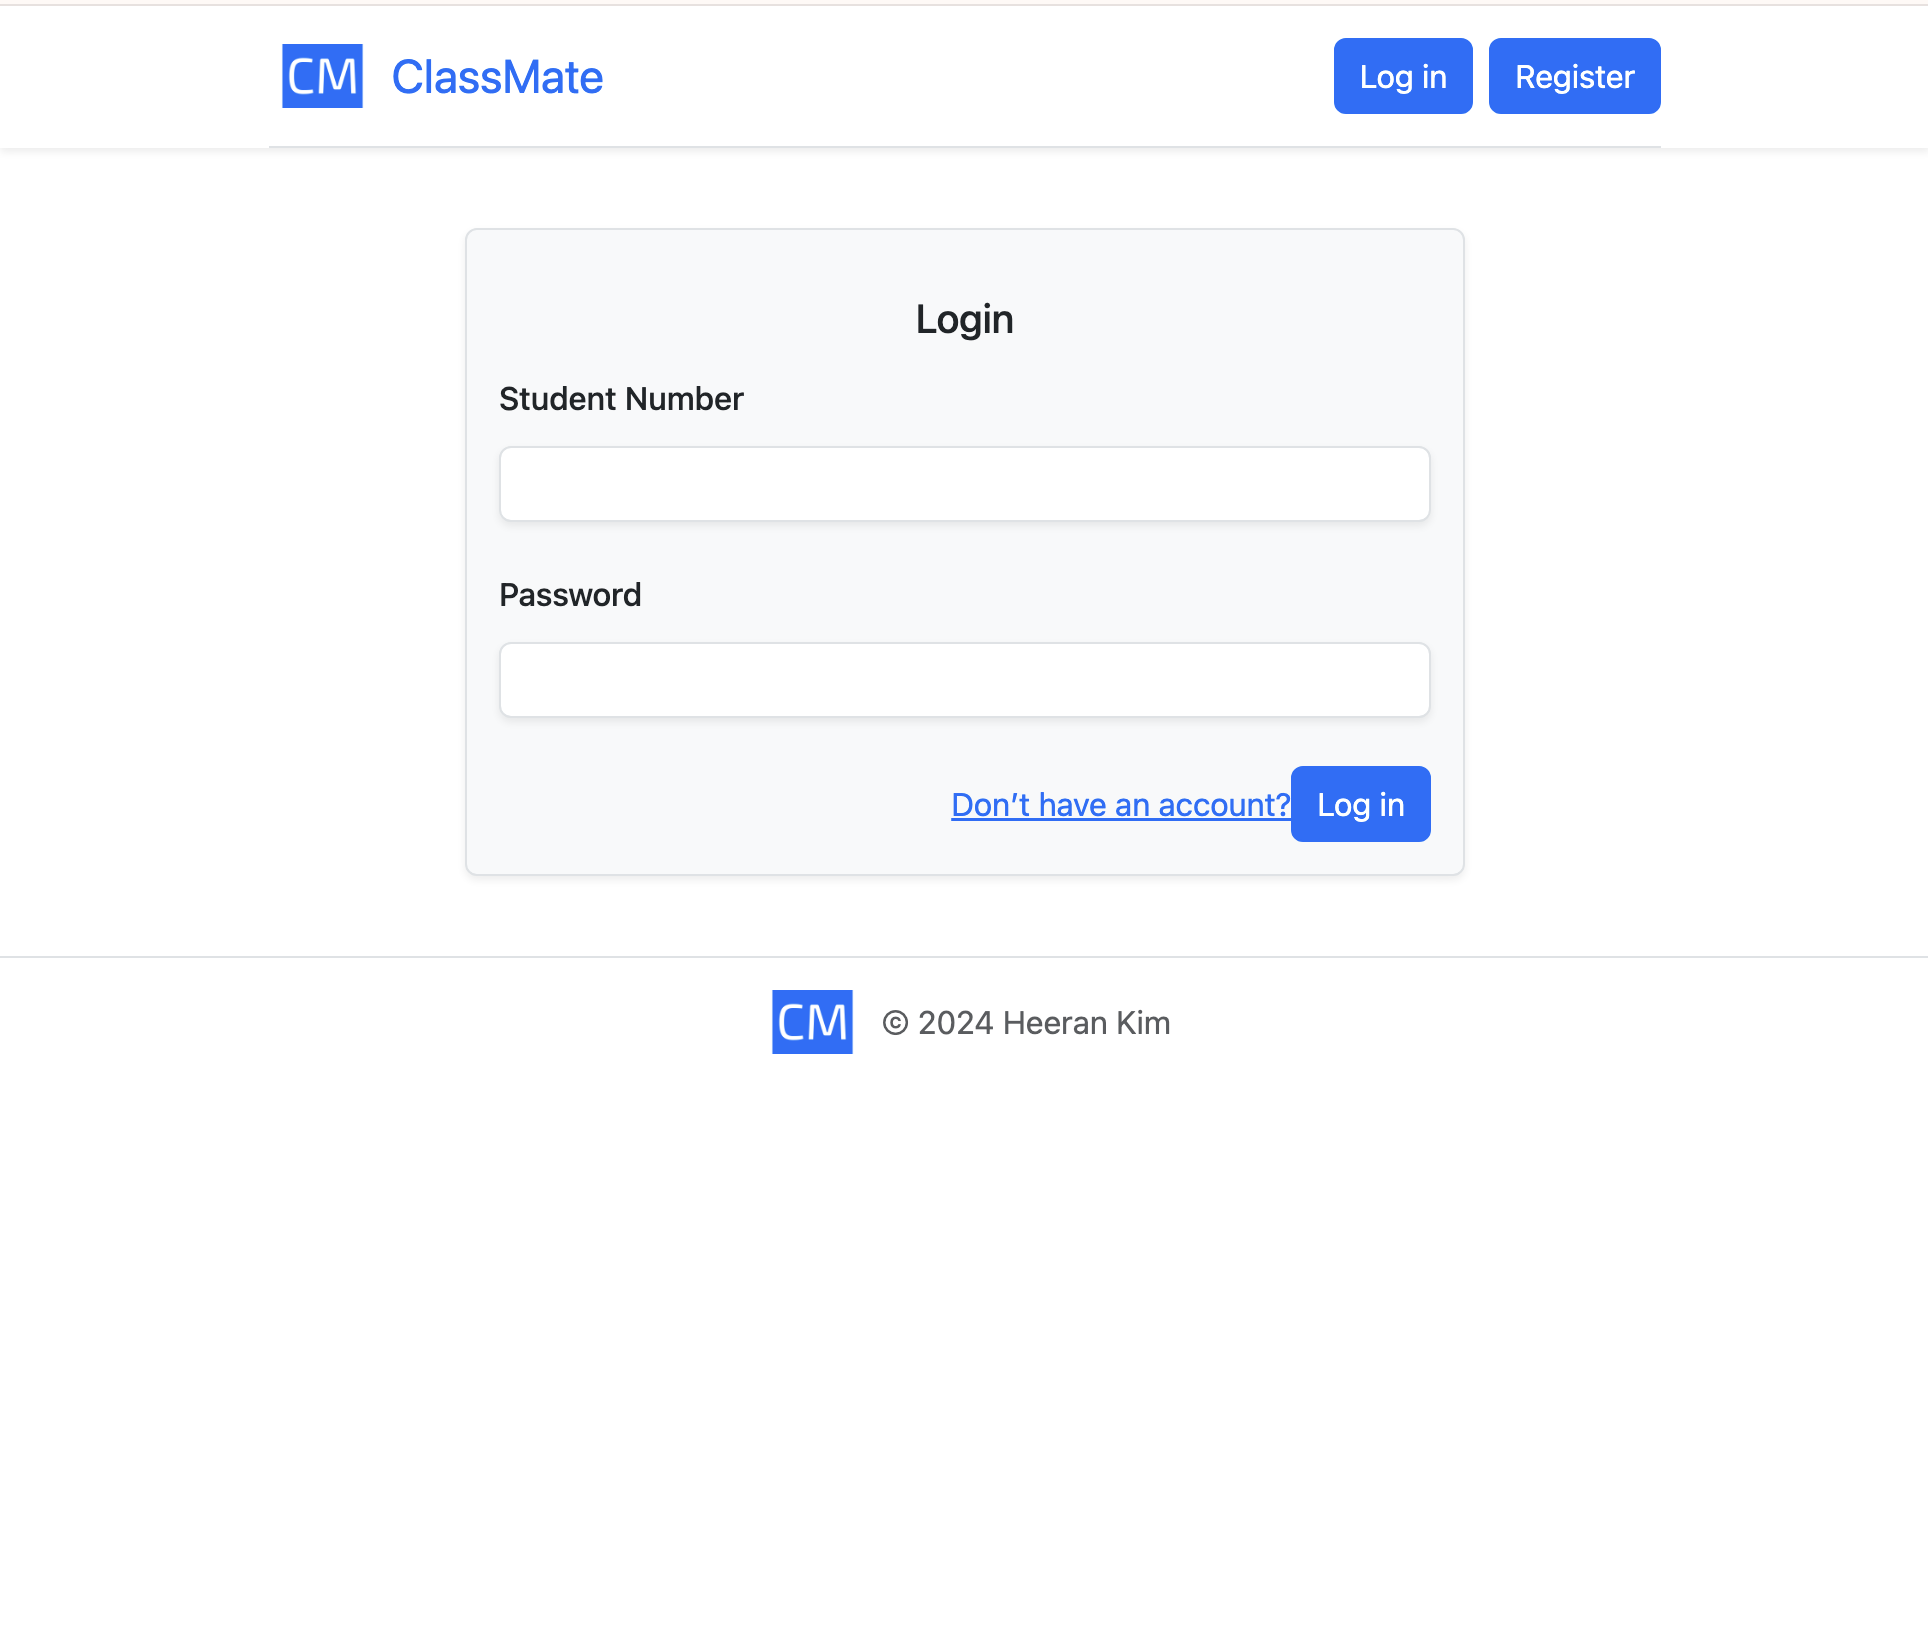 CM ClassMate Log in Register
Login
Student Number
Password
Don’t have an account? Log in
CM © 2024 Heeran Kim